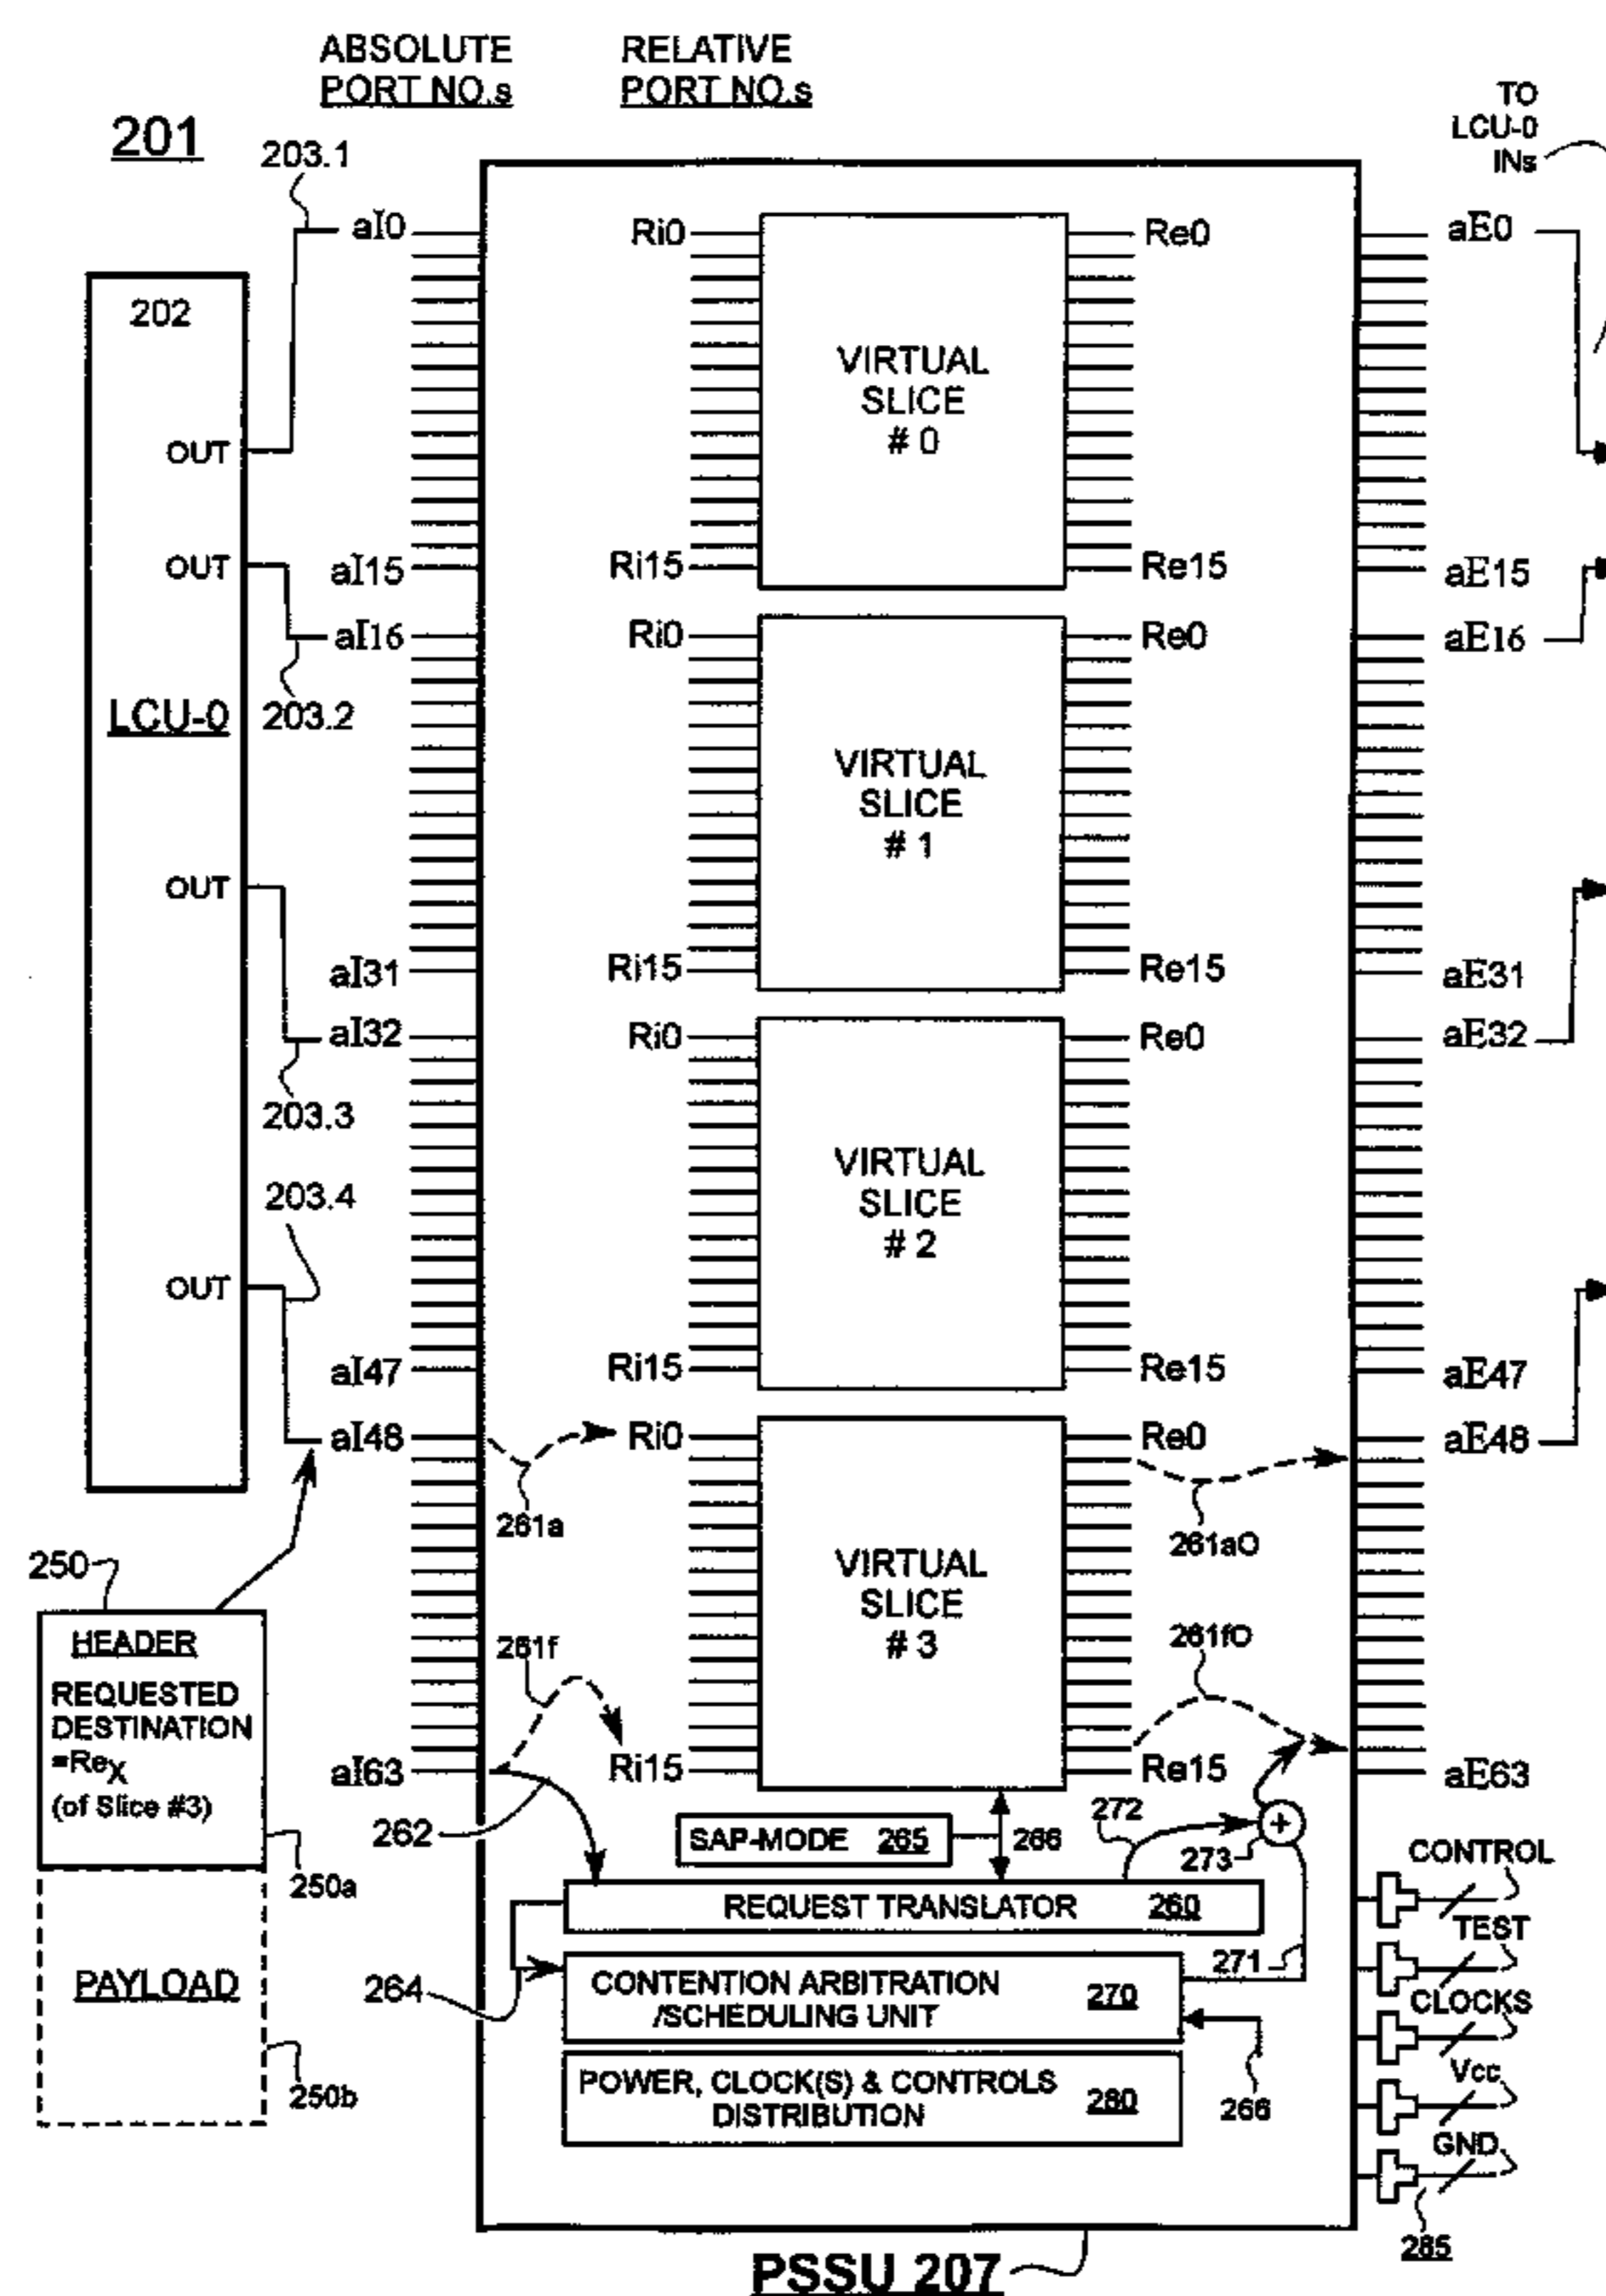 ABSOLUTE
PORT NO.s
RELATIVE
PORT NO.s
TO
LCU-0
INs
201
203.1
aI0
Ri0
Re0
aE0
202
VIRTUAL
SLICE
# 0
OUT
OUT
aI15
Ri15
Re15
aE15
aI16
Ri0
Re0
aE16
LCU-0
203.2
VIRTUAL
SLICE
# 1
OUT
aI31
Ri15
Re15
aE31
aI32
Ri0
Re0
aE32
203.3
VIRTUAL
SLICE
# 2
203.4
OUT
aI47
Ri15
Re15
aE47
aI48
Ri0
Re0
aE48
261a
261aO
250
VIRTUAL
SLICE
# 3
HEADER
REQUESTED
DESTINATION
=ReX
(of Slice #3)
261f
261fO
aI63
Ri15
Re15
aE63
262
SAP-MODE 265
266
272
273
CONTROL
250a
REQUEST TRANSLATOR 260
TEST
271
PAYLOAD
264
CONTENTION ARBITRATION
/SCHEDULING UNIT 270
CLOCKS
250b
POWER, CLOCK(S) & CONTROLS
DISTRIBUTION 280
266
Vcc
GND
285
PSSU 207